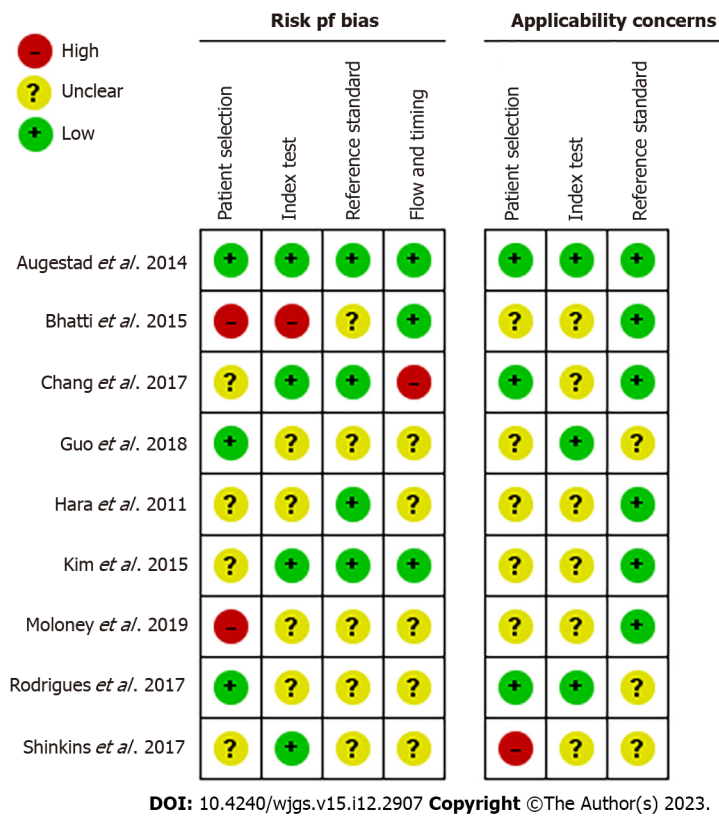 Risk pf bias
Applicability concerns
High
Unclear
Low
Patient selection
Index test
Reference standard
Flow and timing
Patient selection
Index test
Reference standard
Augestad et al. 2014 + + + + + + +
Bhatti et al. 2015 – – ? + ? ? +
Chang et al. 2017 ? + + – + ? +
Guo et al. 2018 + ? ? ? ? + ?
Hara et al. 2011 ? ? + ? ? ? +
Kim et al. 2015 ? + + + ? ? +
Moloney et al. 2019 – ? ? ? ? ? +
Rodrigues et al. 2017 + ? ? ? + + ?
Shinkins et al. 2017 ? + ? ? – ? ?
DOI: 10.4240/wjgs.v15.i12.2907 Copyright ©The Author(s) 2023.